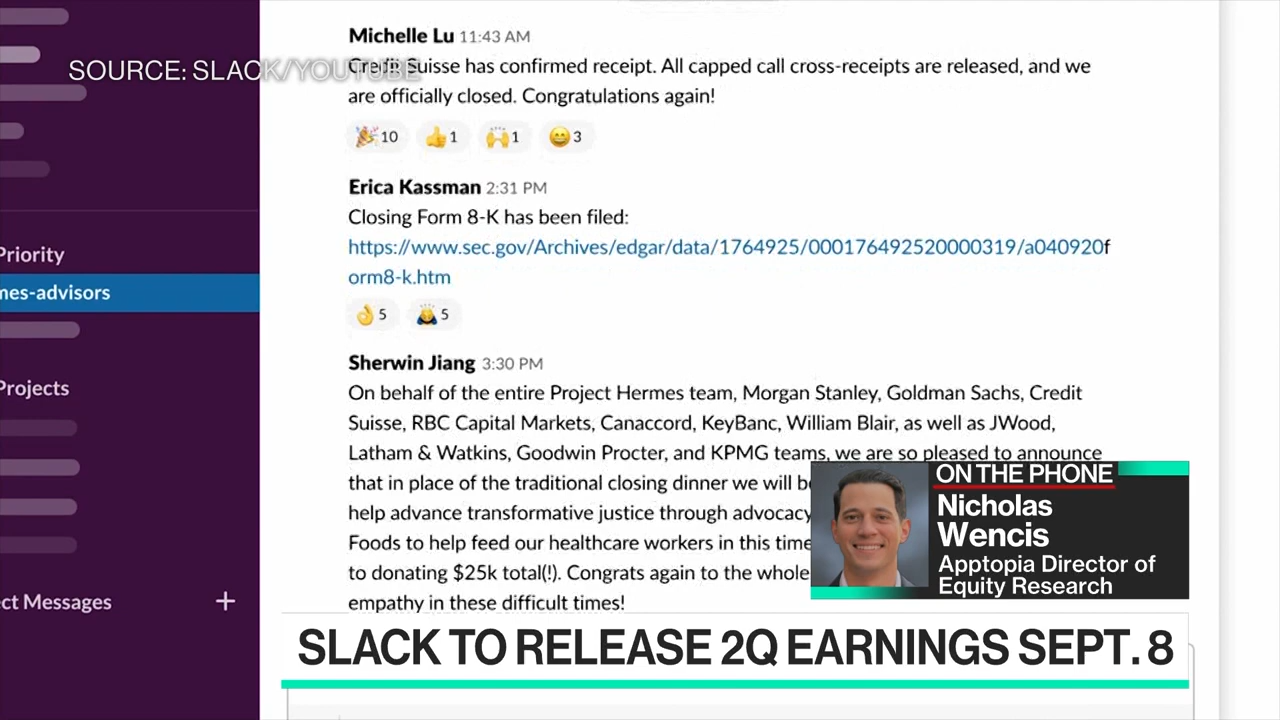 Michelle Lu 11:43 AM
SOURCE: SLACK/YOUTUBE
Credit Suisse has confirmed receipt. All capped call cross-receipts are released, and we
are officially closed. Congratulations again!
10 1 1 3
Erica Kassman 2:31 PM
Closing Form 8-K has been filed:
https://www.sec.gov/Archives/edgar/data/1764925/000176492520000319/a040920f
orm8-k.htm
5 5
Priority
mes-advisors
Projects
ct Messages +
Sherwin Jiang 3:30 PM
On behalf of the entire Project Hermes team, Morgan Stanley, Goldman Sachs, Credit
Suisse, RBC Capital Markets, Canaccord, KeyBanc, William Blair, as well as JWood,
Latham & Watkins, Goodwin Procter, and KPMG teams, we are so pleased to announce
that in place of the traditional closing dinner we will b
help advance transformative justice through advocacy
Foods to help feed our healthcare workers in this time
to donating $25k total(!). Congrats again to the whole
empathy in these difficult times!
ON THE PHONE
Nicholas
Wencis
Apptopia Director of
Equity Research
SLACK TO RELEASE 2Q EARNINGS SEPT. 8